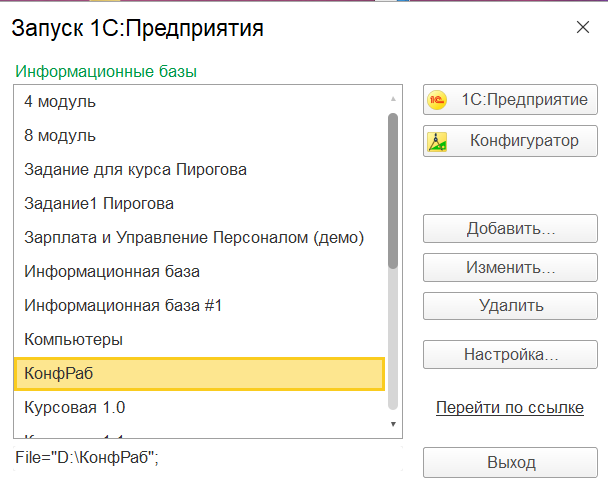 Запуск 1С:Предприятия
Информационные базы
4 модуль
8 модуль
Задание для курса Пирогова
Задание1 Пирогова
Зарплата и Управление Персоналом (демо)
Информационная база
Информационная база #1
Компьютеры
КонфРаб
Курсовая 1.0
File="D:\КонфРаб";
1С:Предприятие
Конфигуратор
Добавить...
Изменить...
Удалить
Настройка...
Перейти по ссылке
Выход